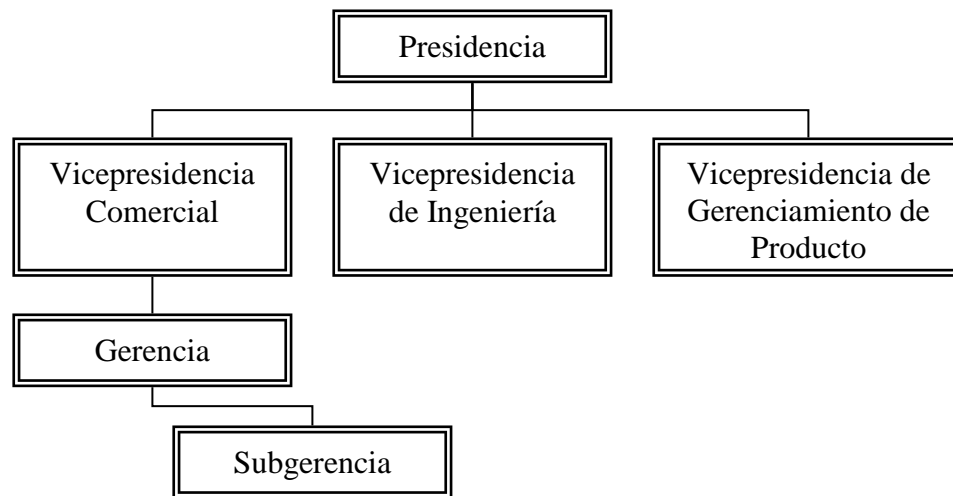 Presidencia
Vicepresidencia
Comercial
Vicepresidencia
de Ingeniería
Vicepresidencia de
Gerenciamiento de
Producto
Gerencia
Subgerencia